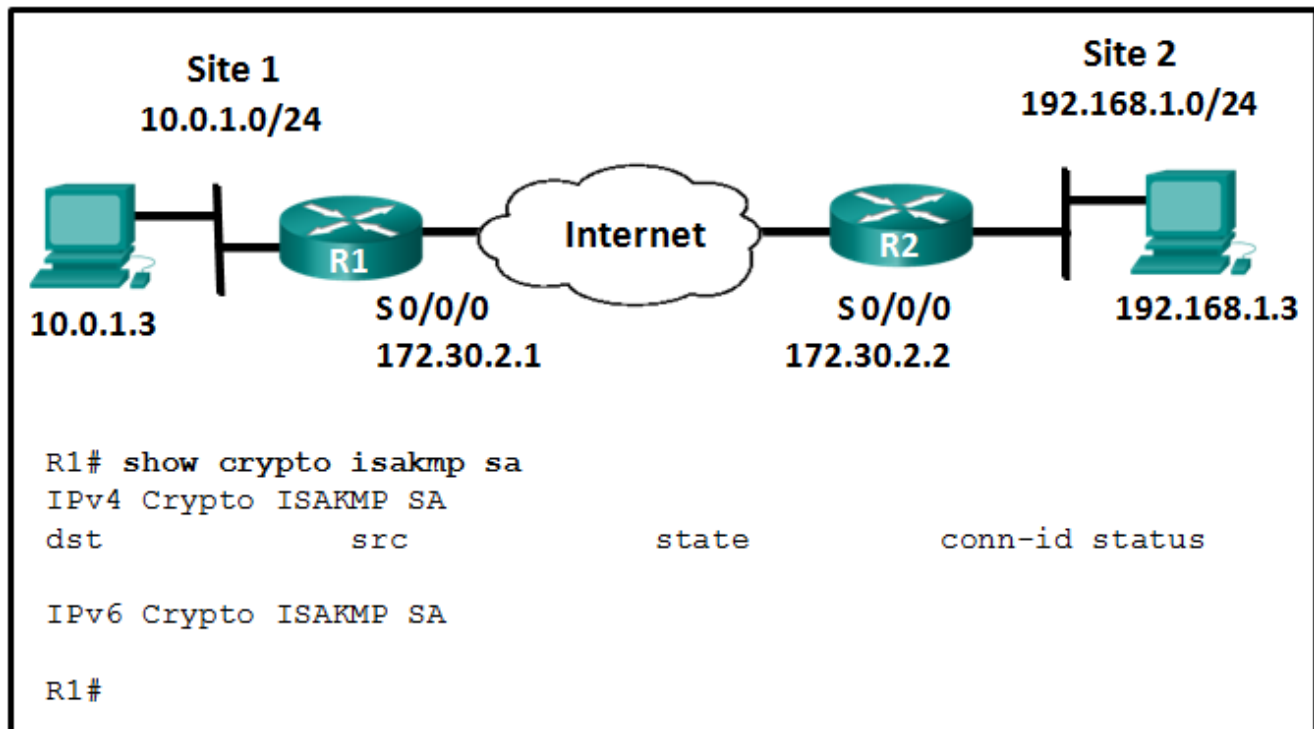 Site 1
10.0.1.0/24
Site 2
192.168.1.0/24
Internet
R1
R2
10.0.1.3
S 0/0/0
172.30.2.1
S 0/0/0
172.30.2.2
192.168.1.3
R1# show crypto isakmp sa
IPv4 Crypto ISAKMP SA
dst src state conn-id status
IPv6 Crypto ISAKMP SA
R1#